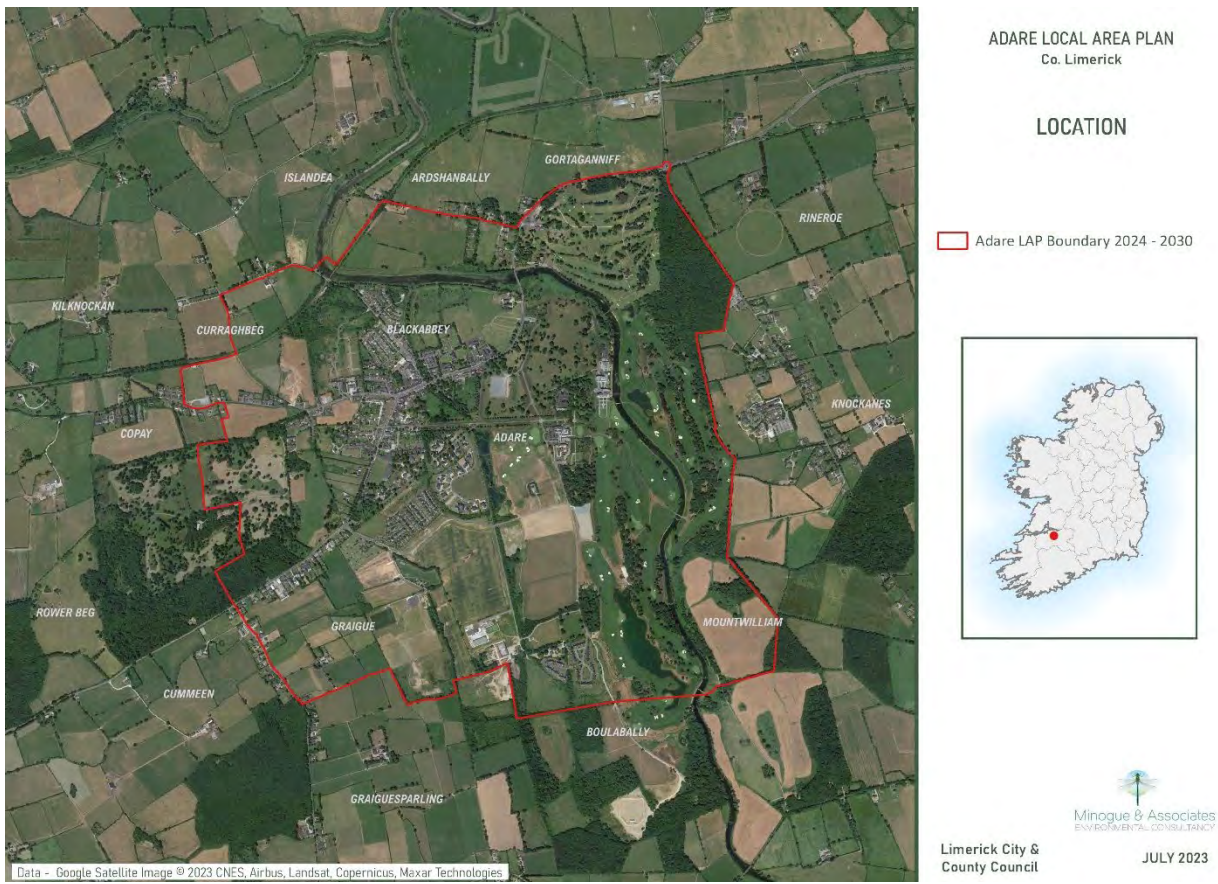 GORTAGANNIFF
ISLANDEA
ARDSHANBALLY
RINEROE
KILKNOCKAN
CURRAGHBEG
BLACKABBEY
KNOCKANES
COPAY
ADARE
ROWER BEG
GRAIGUE
MOUNTWILLIAM
CUMMEEN
BOULABALLY
GRAIGUESPARLING
Data - Google Satellite Image © 2023 CNES, Airbus, Landsat, Copernicus, Maxar Technologies
ADARE LOCAL AREA PLAN
Co. Limerick
LOCATION
Adare LAP Boundary 2024 - 2030
Minogue & Associates
ENVIRONMENTAL CONSULTANCY
Limerick City &
County Council
JULY 2023